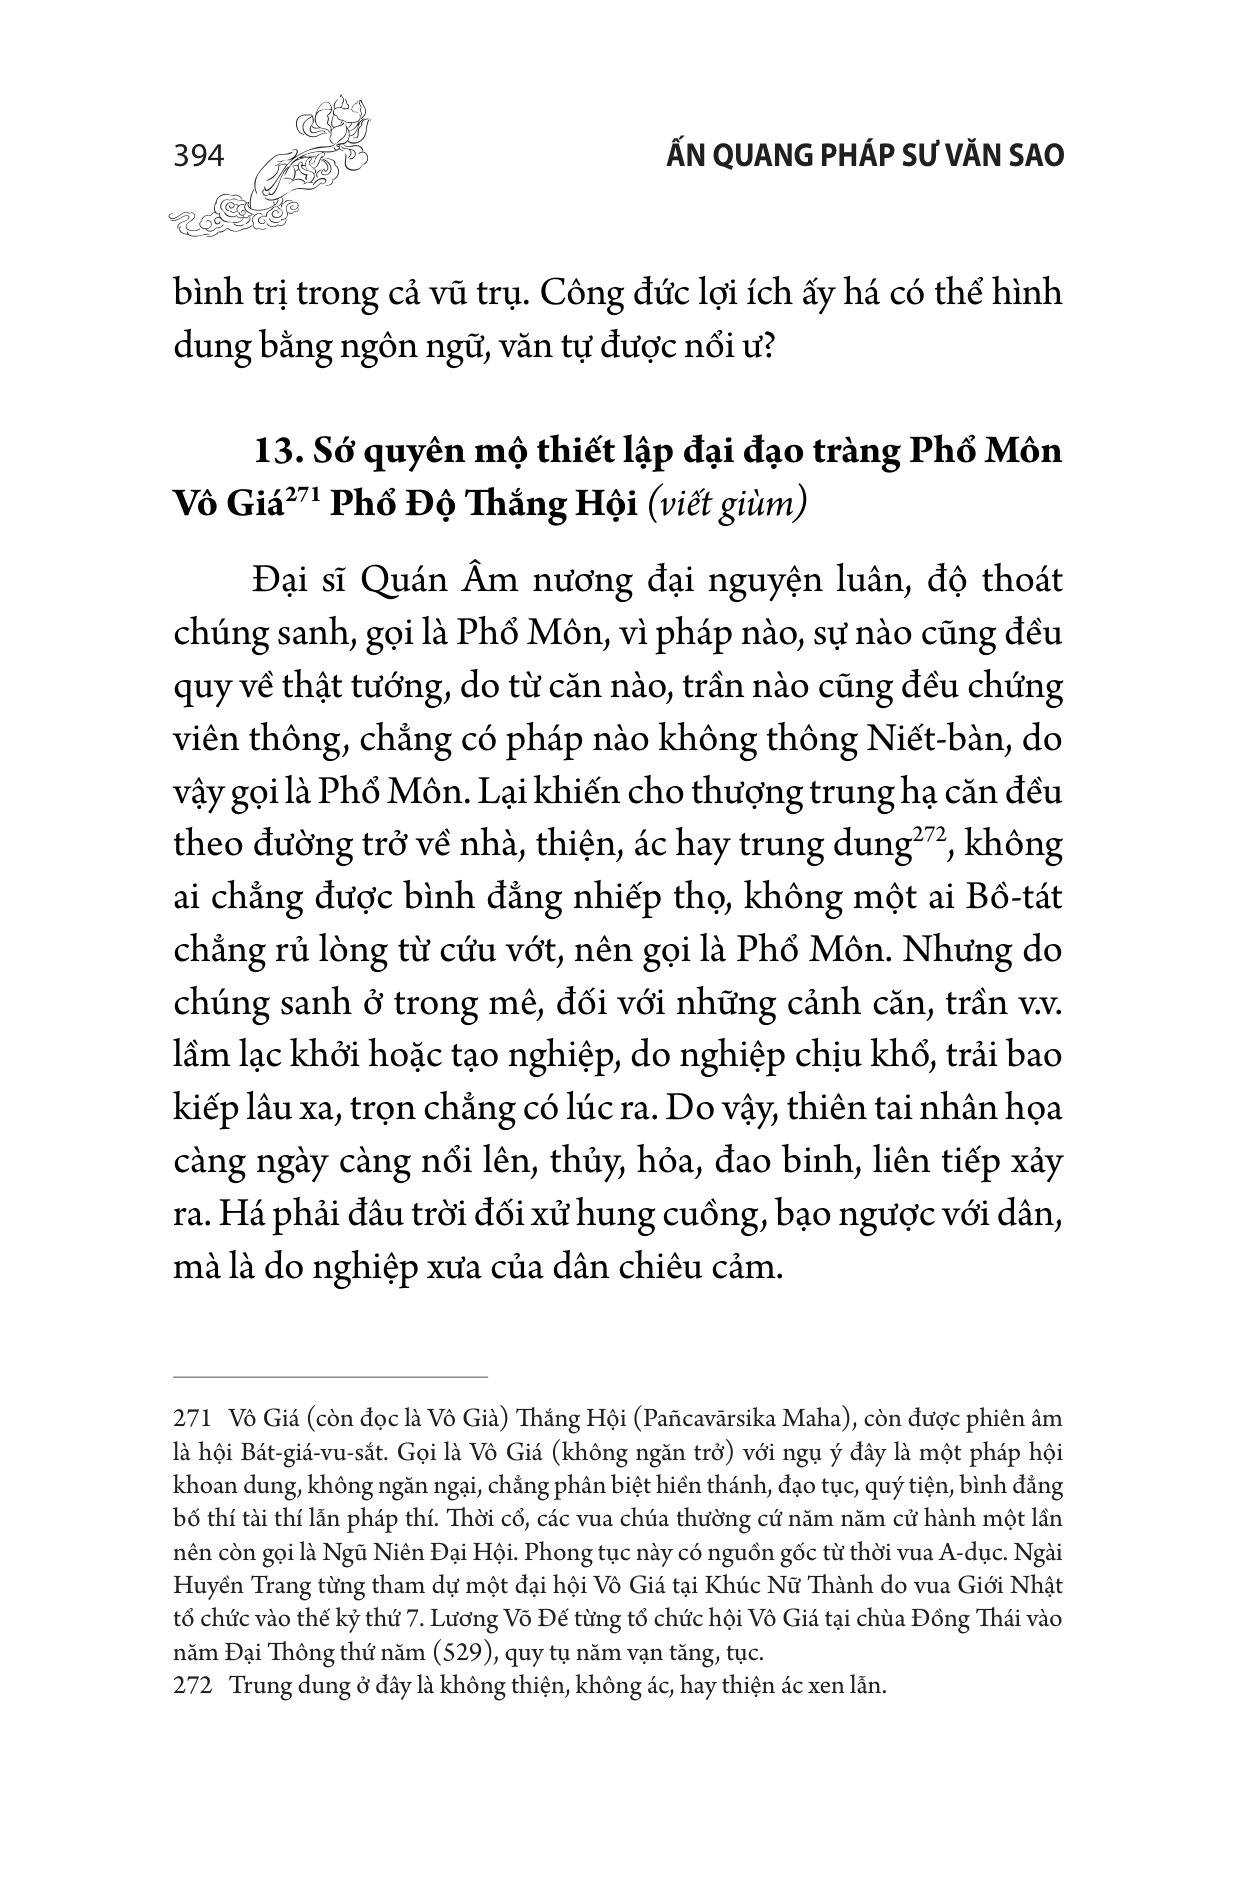 394
ẤN QUANG PHÁP SƯ VĂN SAO
bình trị trong cả vũ trụ. Công đức lợi ích ấy há có thể hình
dung bằng ngôn ngữ, văn tự được nổi ư?
13. Sớ quyên mộ thiết lập đại đạo tràng Phổ Môn
Vô Giá²⁷¹ Phổ Độ Thắng Hội (viết giùm)
Đại sĩ Quán Âm nương đại nguyện luân, độ thoát
chúng sanh, gọi là Phổ Môn, vì pháp nào, sự nào cũng đều
quy về thật tướng, do từ căn nào, trần nào cũng đều chứng
viên thông, chẳng có pháp nào không thông Niết-bàn, do
vậy gọi là Phổ Môn. Lại khiến cho thượng trung hạ căn đều
theo đường trở về nhà, thiện, ác hay trung dung²⁷², không
ai chẳng được bình đẳng nhiếp thọ, không một ai Bồ-tát
chẳng rủ lòng từ cứu vớt, nên gọi là Phổ Môn. Nhưng do
chúng sanh ở trong mê, đối với những cảnh căn, trần v.v.
lầm lạc khởi hoặc tạo nghiệp, do nghiệp chịu khổ, trải bao
kiếp lâu xa, trọn chẳng có lúc ra. Do vậy, thiên tai nhân họa
càng ngày càng nổi lên, thủy, hỏa, đao binh, liên tiếp xảy
ra. Há phải đâu trời đối xử hung cuồng, bạo ngược với dân,
mà là do nghiệp xưa của dân chiêu cảm.
271 Vô Giá (còn đọc là Vô Già) Thắng Hội (Pañcavārsika Maha), còn được phiên âm
là hội Bát-giá-vu-sắt. Gọi là Vô Giá (không ngăn trở) với ngụ ý đây là một pháp hội
khoan dung, không ngăn ngại, chẳng phân biệt hiền thánh, đạo tục, quý tiện, bình đẳng
bố thí tài thí lẫn pháp thí. Thời cổ, các vua chúa thường cứ năm năm cử hành một lần
nên còn gọi là Ngũ Niên Đại Hội. Phong tục này có nguồn gốc từ thời vua A-dục. Ngài
Huyền Trang từng tham dự một đại hội Vô Giá tại Khúc Nữ Thành do vua Giới Nhật
tổ chức vào thế kỷ thứ 7. Lương Võ Đế từng tổ chức hội Vô Giá tại chùa Đồng Thái vào
năm Đại Thông thứ năm (529), quy tụ năm vạn tăng, tục.
272 Trung dung ở đây là không thiện, không ác, hay thiện ác xen lẫn.